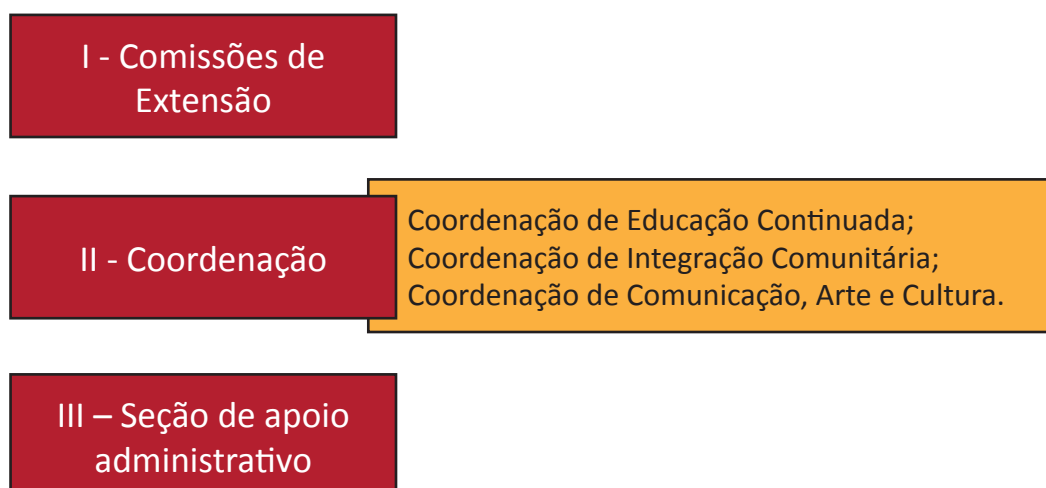 I - Comissões de
Extensão
II - Coordenação
Coordenação de Educação Continuada;
Coordenação de Integração Comunitária;
Coordenação de Comunicação, Arte e Cultura.
III – Seção de apoio
administrativo